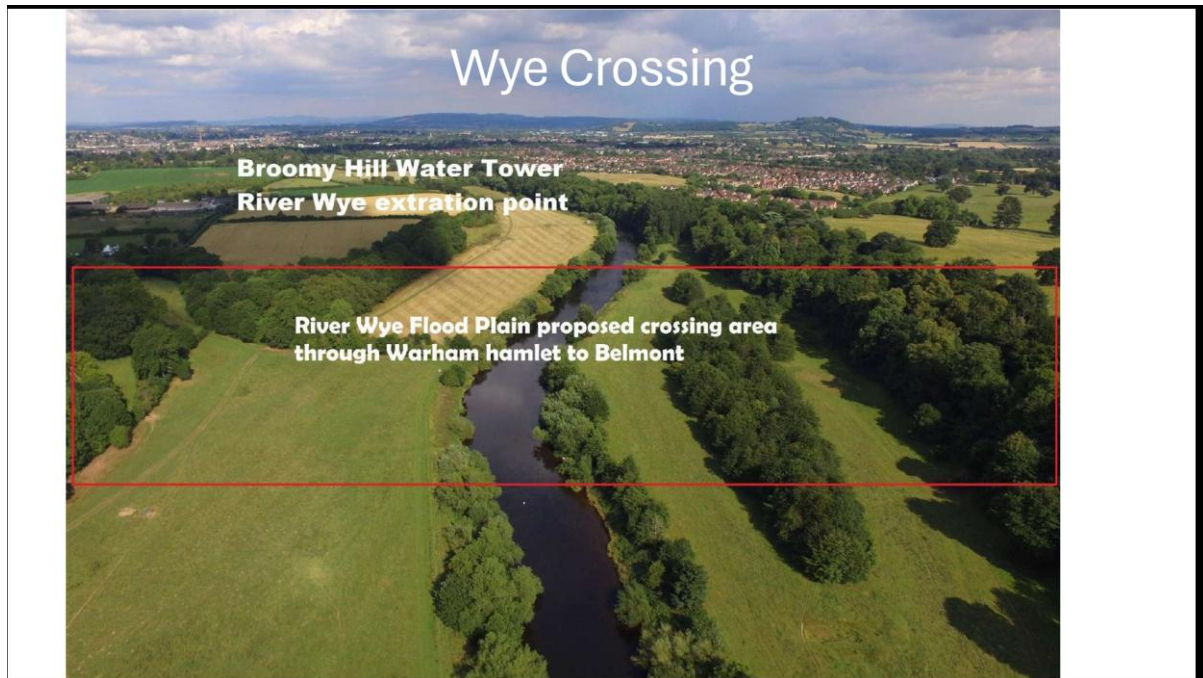 Wye Crossing
Broomy Hill Water Tower
River Wye extration point
River Wye Flood Plain proposed crossing area
through Warham hamlet to Belmont